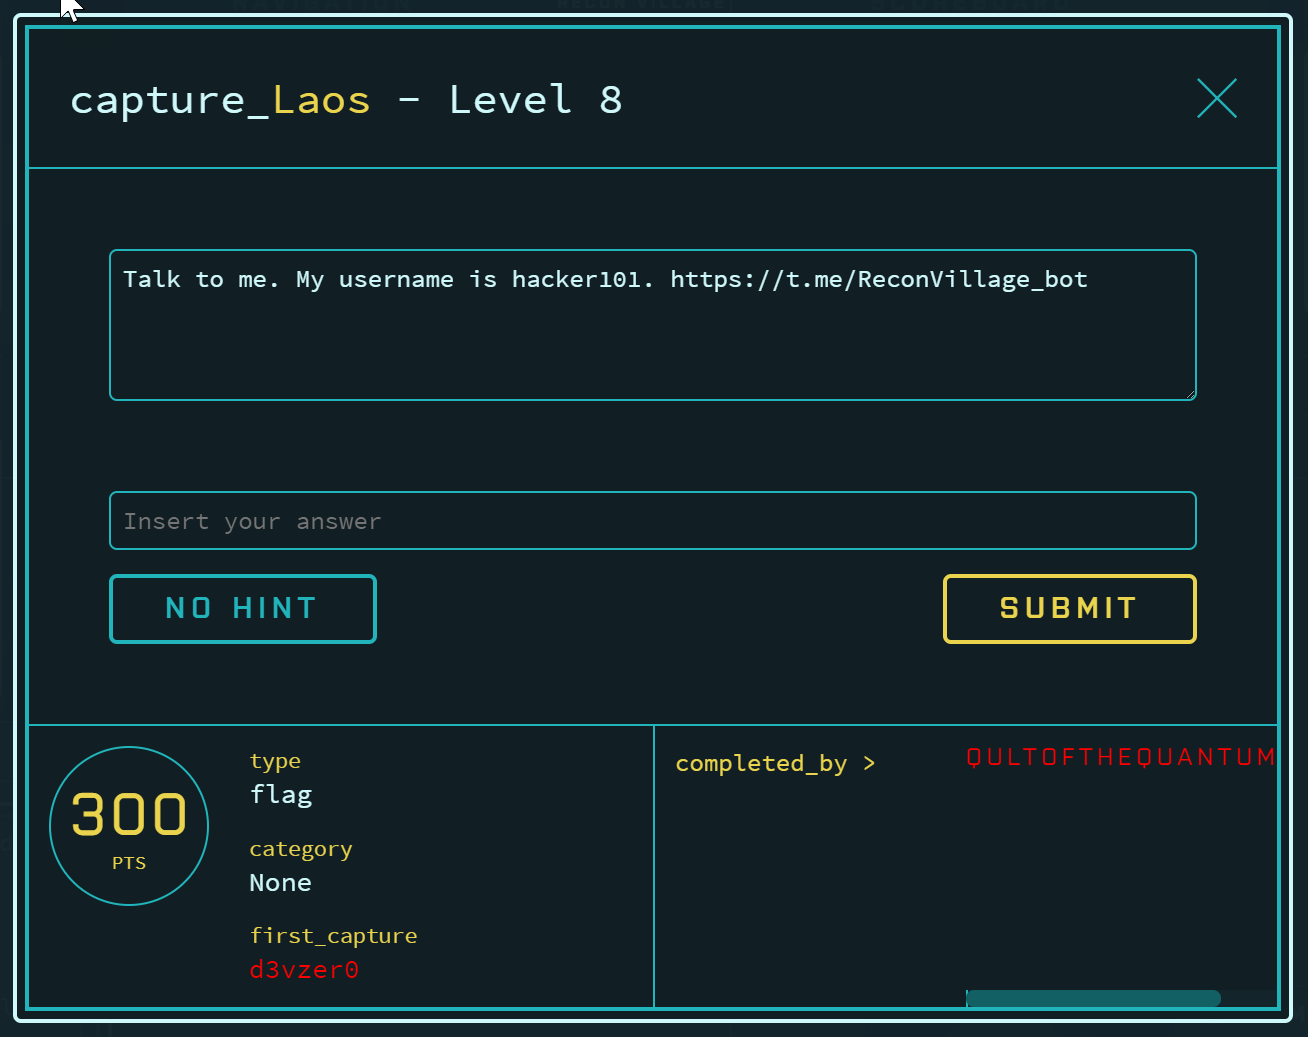 capture_Laos - Level 8
Talk to me. My username is hacker101. https://t.me/ReconVillage_bot
Insert your answer
NO HINT
SUBMIT
300
PTS
type
flag
category
None
first_capture
d3vzer0
completed_by >
QULTOFTHEQUANTUM